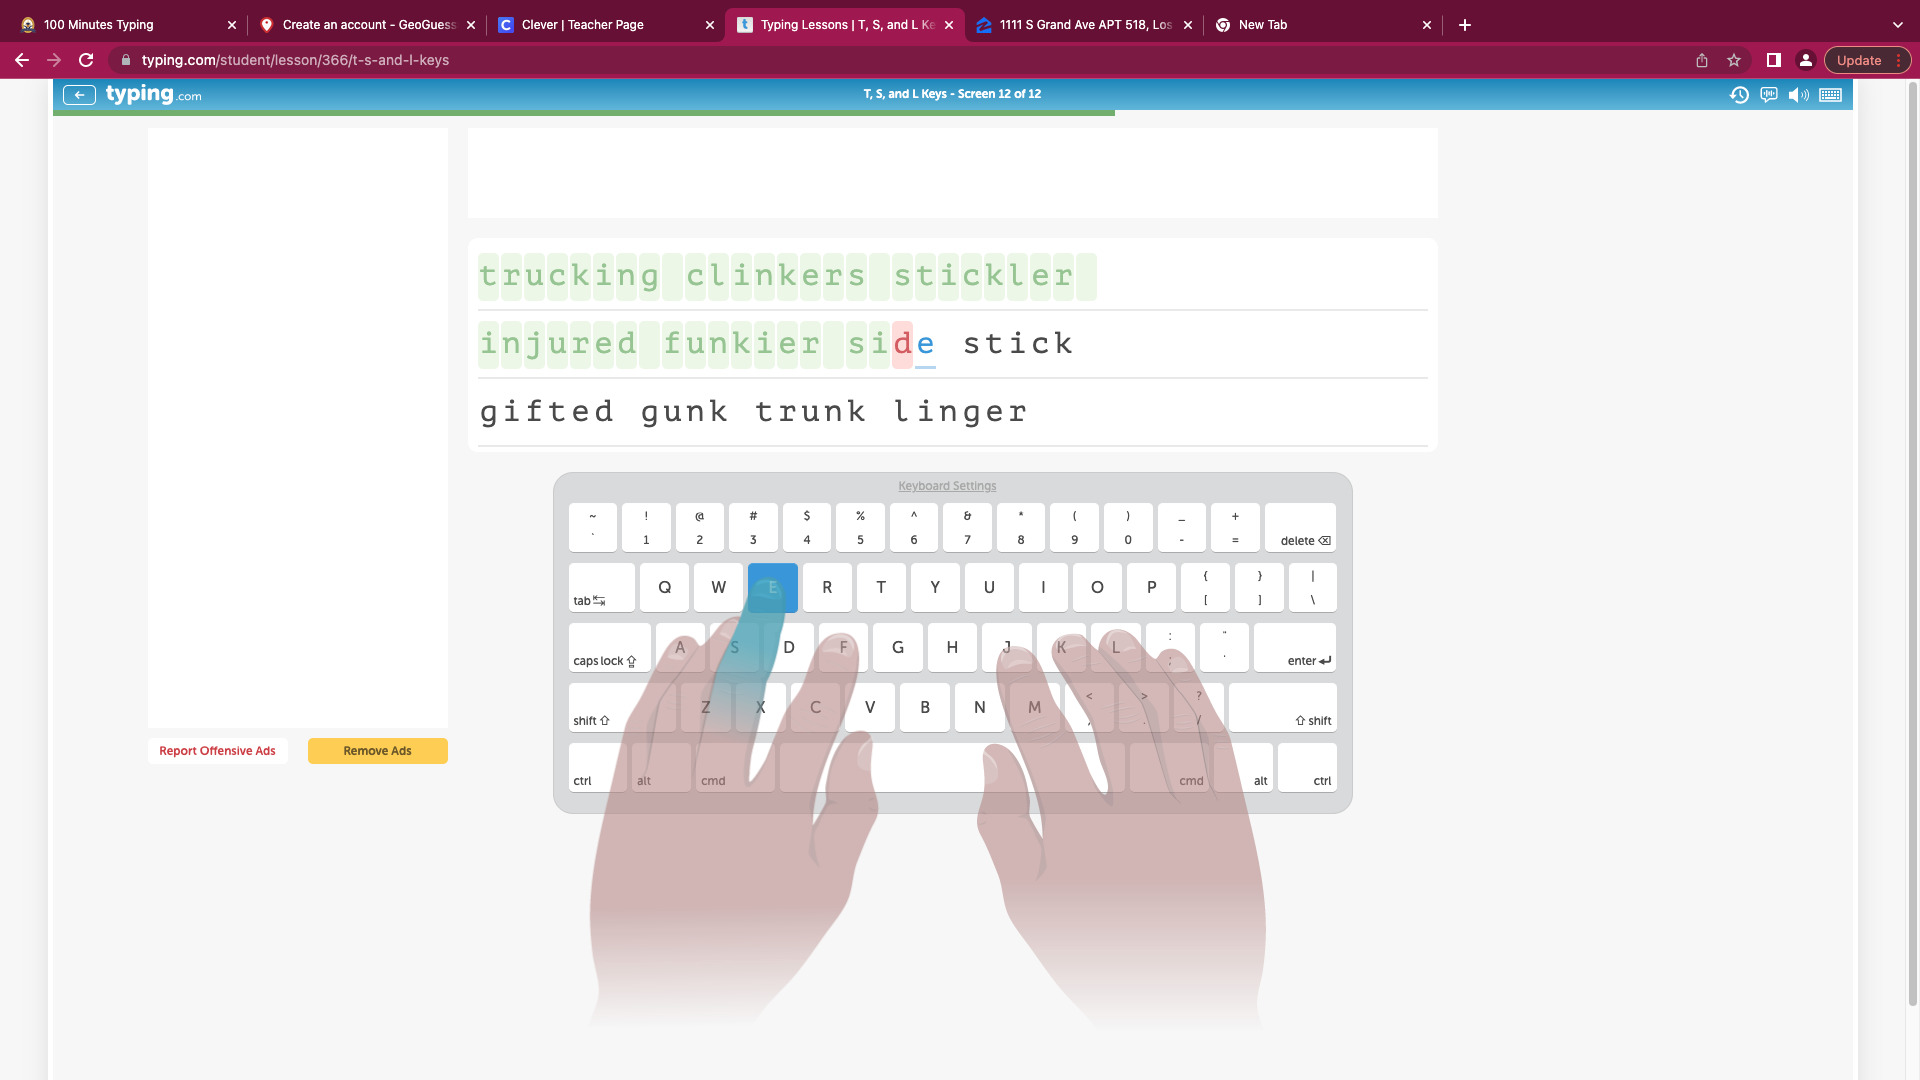 100 Minutes Typing
Create an account - GeoGuess
Clever | Teacher Page
Typing Lessons | T, S, and L Ke
1111 S Grand Ave APT 518, Los
New Tab
typing.com/student/lesson/366/t-s-and-l-keys
Update
typing.com
T, S, and L Keys - Screen 12 of 12
trucking clinkers stickler
injured funkier side stick
gifted gunk trunk linger
Keyboard Settings
~ ! @ # $ % ^ & * ( ) _ +
` 1 2 3 4 5 6 7 8 9 0 - = delete
tab Q W E R T Y U I O P { [ } ] | \
caps lock A S D F G H J K L : ; " ' enter
shift Z X C V B N M < , > . ? / shift
ctrl alt cmd cmd alt ctrl
Report Offensive Ads
Remove Ads